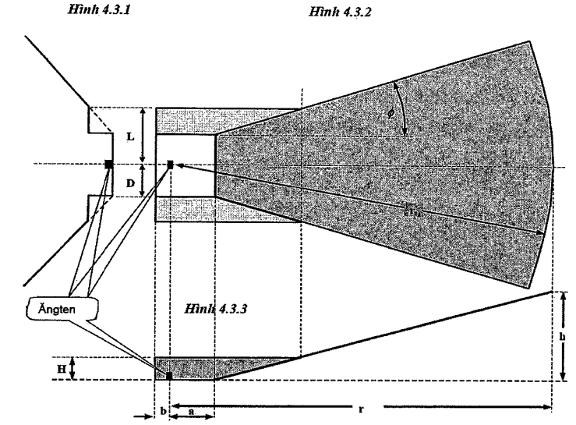 Hình 4.3.1
Hình 4.3.2
L
D
ø
Ăngten
Hình 4.3.3
H
h
b
a
r